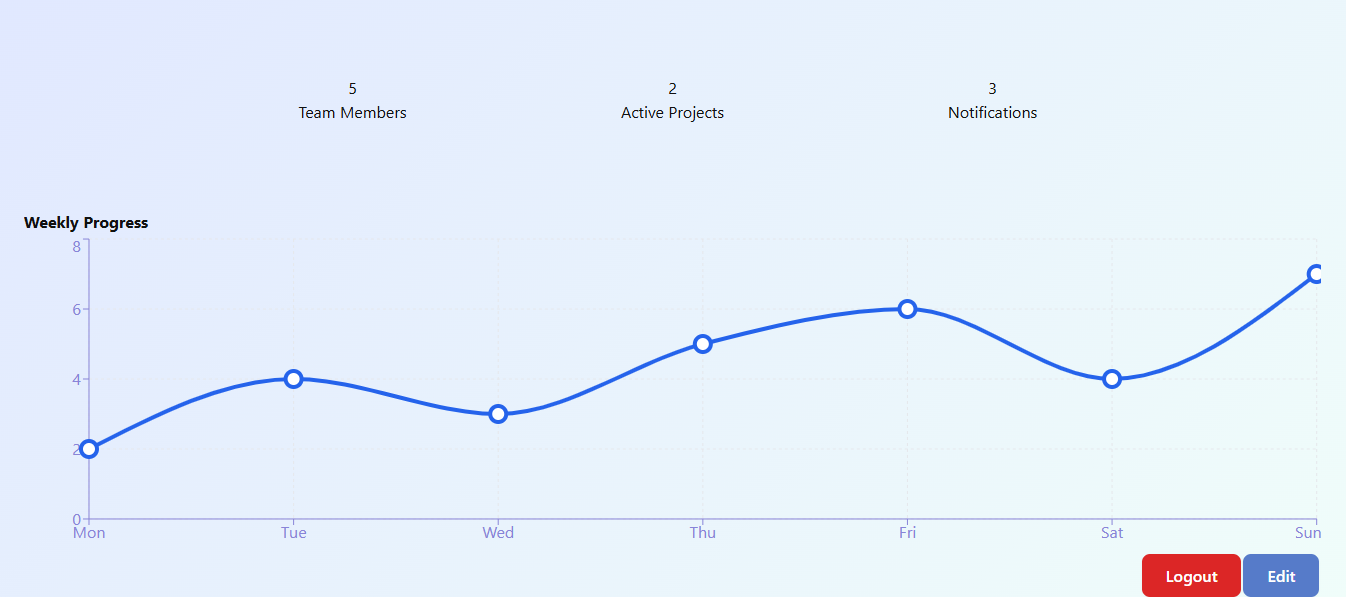 5 2 3
Team Members Active Projects Notifications
Weekly Progress
8
6
4
2
0
Mon Tue Wed Thu Fri Sat Sun
Logout Edit